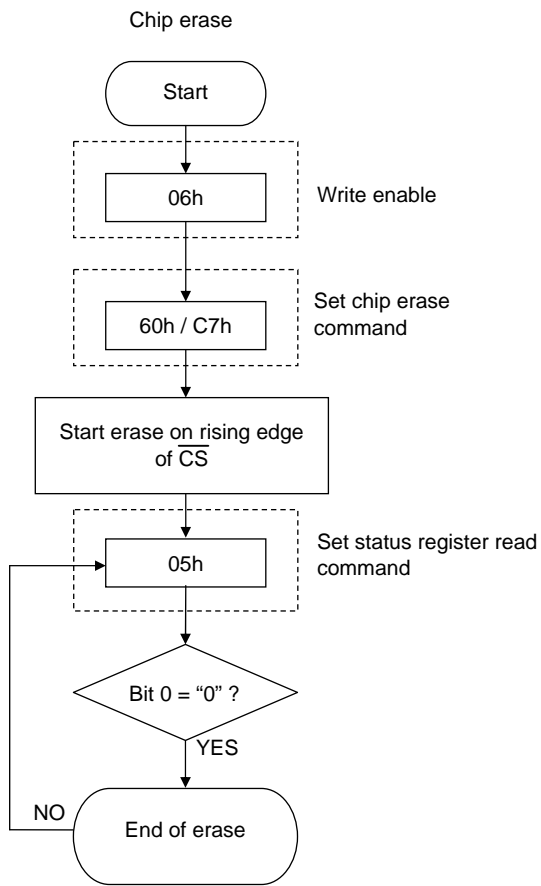 Chip erase
Start
06h
Write enable
60h / C7h
Set chip erase
command
Start erase on rising edge
of C̅S̅
05h
Set status register read
command
Bit 0 = “0” ?
YES
NO
End of erase